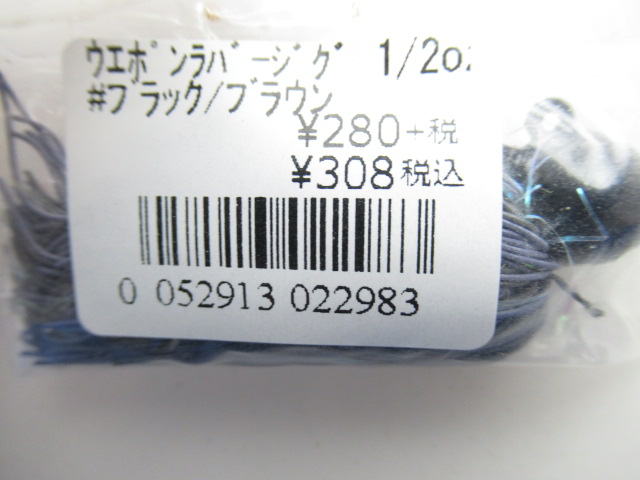 ｳｴﾎﾟﾝﾗﾊﾞｰｼﾞｸﾞ 1/2oz
#ブラック/ブラウン
¥280+税
¥308税込
0 052913 022983